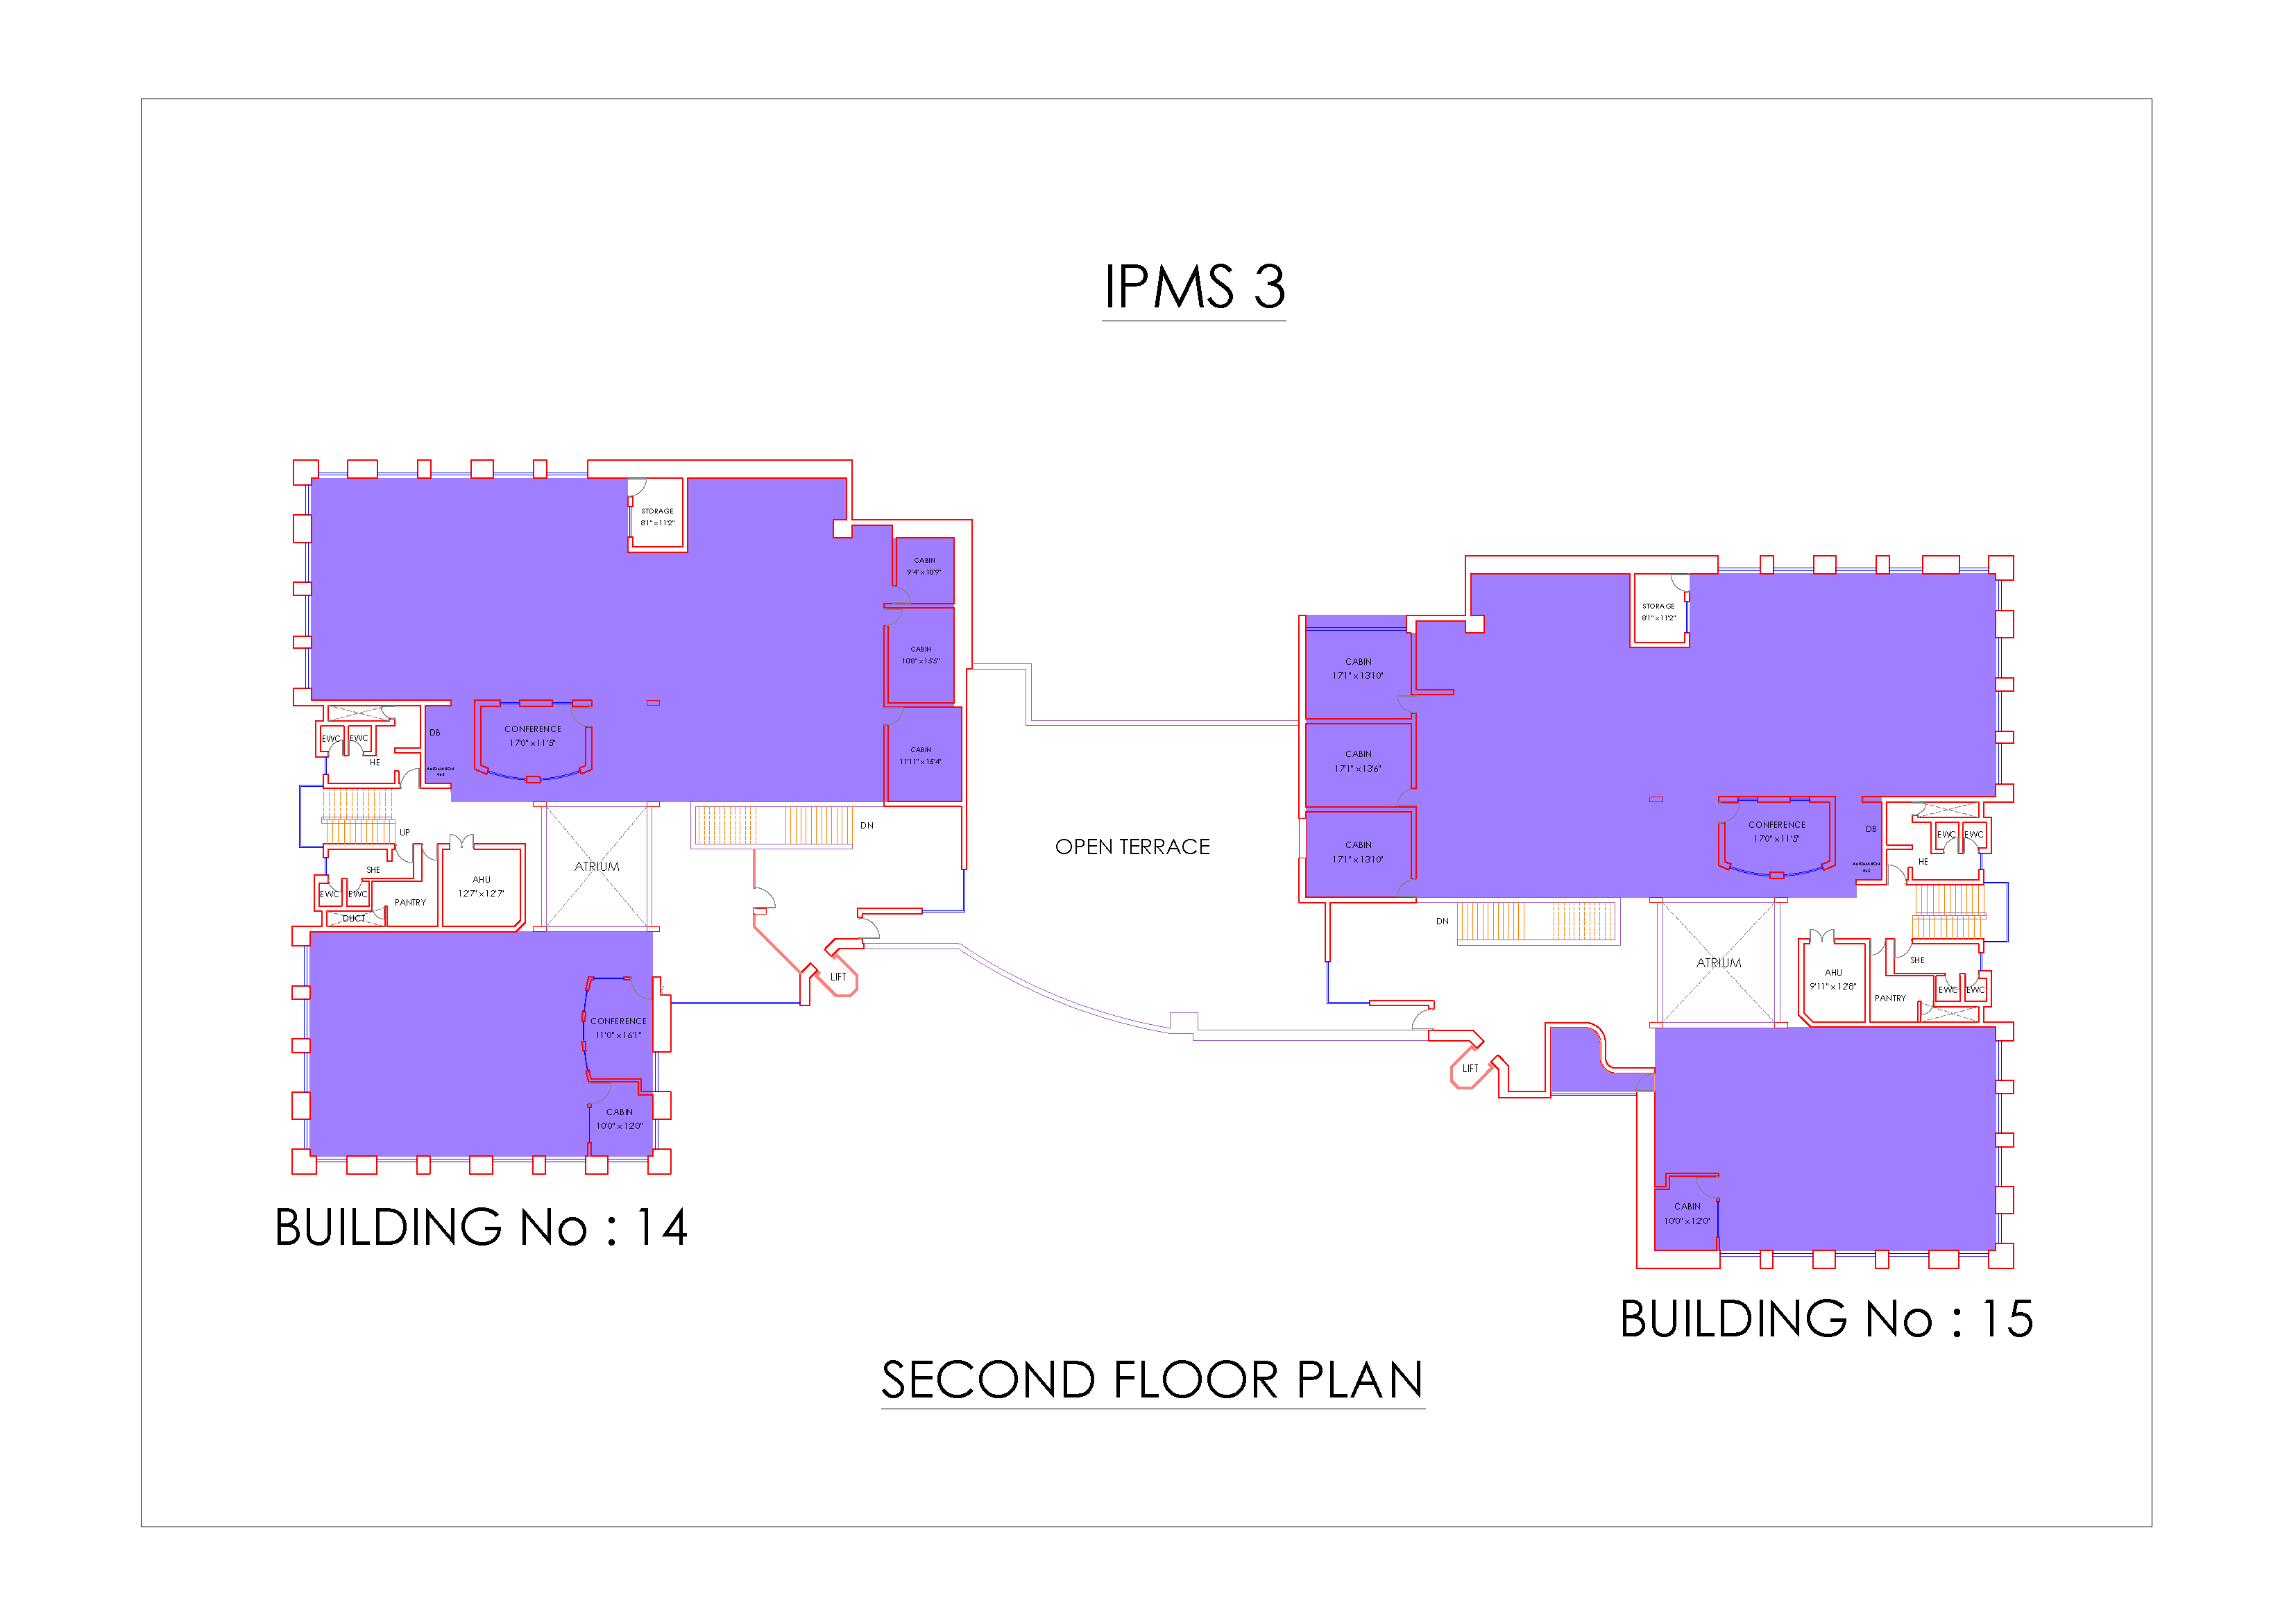 IPMS 3
STORAGE
8'1" x 11'2"
CABIN
9'4" x 10'9"
CABIN
10'8" x 15'5"
CABIN
11'11" x 15'4"
CONFERENCE
17'0" x 11'5"
DB
EWC
EWC
HE
UP
DN
SHE
EWC
EWC
DUCT
PANTRY
AHU
12'7" x 12'7"
ATRIUM
LIFT
CONFERENCE
11'0" x 16'1"
CABIN
10'0" x 12'0"
BUILDING No : 14
OPEN TERRACE
STORAGE
8'1" x 11'2"
CABIN
17'1" x 13'10"
CABIN
17'1" x 13'6"
CABIN
17'1" x 13'10"
CONFERENCE
17'0" x 11'5"
DB
EWC
EWC
HE
DN
SHE
EWC
EWC
PANTRY
AHU
9'11" x 12'8"
ATRIUM
LIFT
CABIN
10'0" x 12'0"
BUILDING No : 15
SECOND FLOOR PLAN